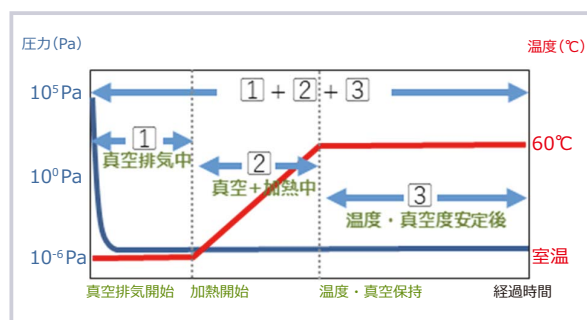 圧力(Pa)
温度(℃)
10⁵Pa
1 + 2 + 3
1
真空排気中
60℃
10⁰Pa
2
真空+加熱中
3
温度・真空度安定後
10⁻⁶Pa
室温
真空排気開始 加熱開始 温度・真空保持 経過時間